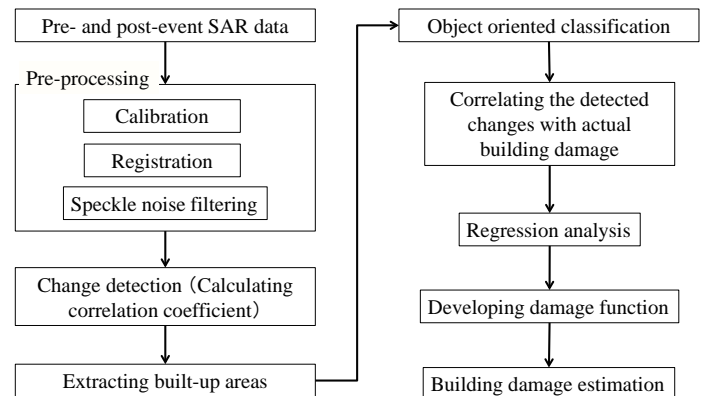 Pre- and post-event SAR data
Pre-processing
Calibration
Registration
Speckle noise filtering
Change detection（Calculating
correlation coefficient）
Extracting built-up areas
Object oriented classification
Correlating the detected
changes with actual
building damage
Regression analysis
Developing damage function
Building damage estimation